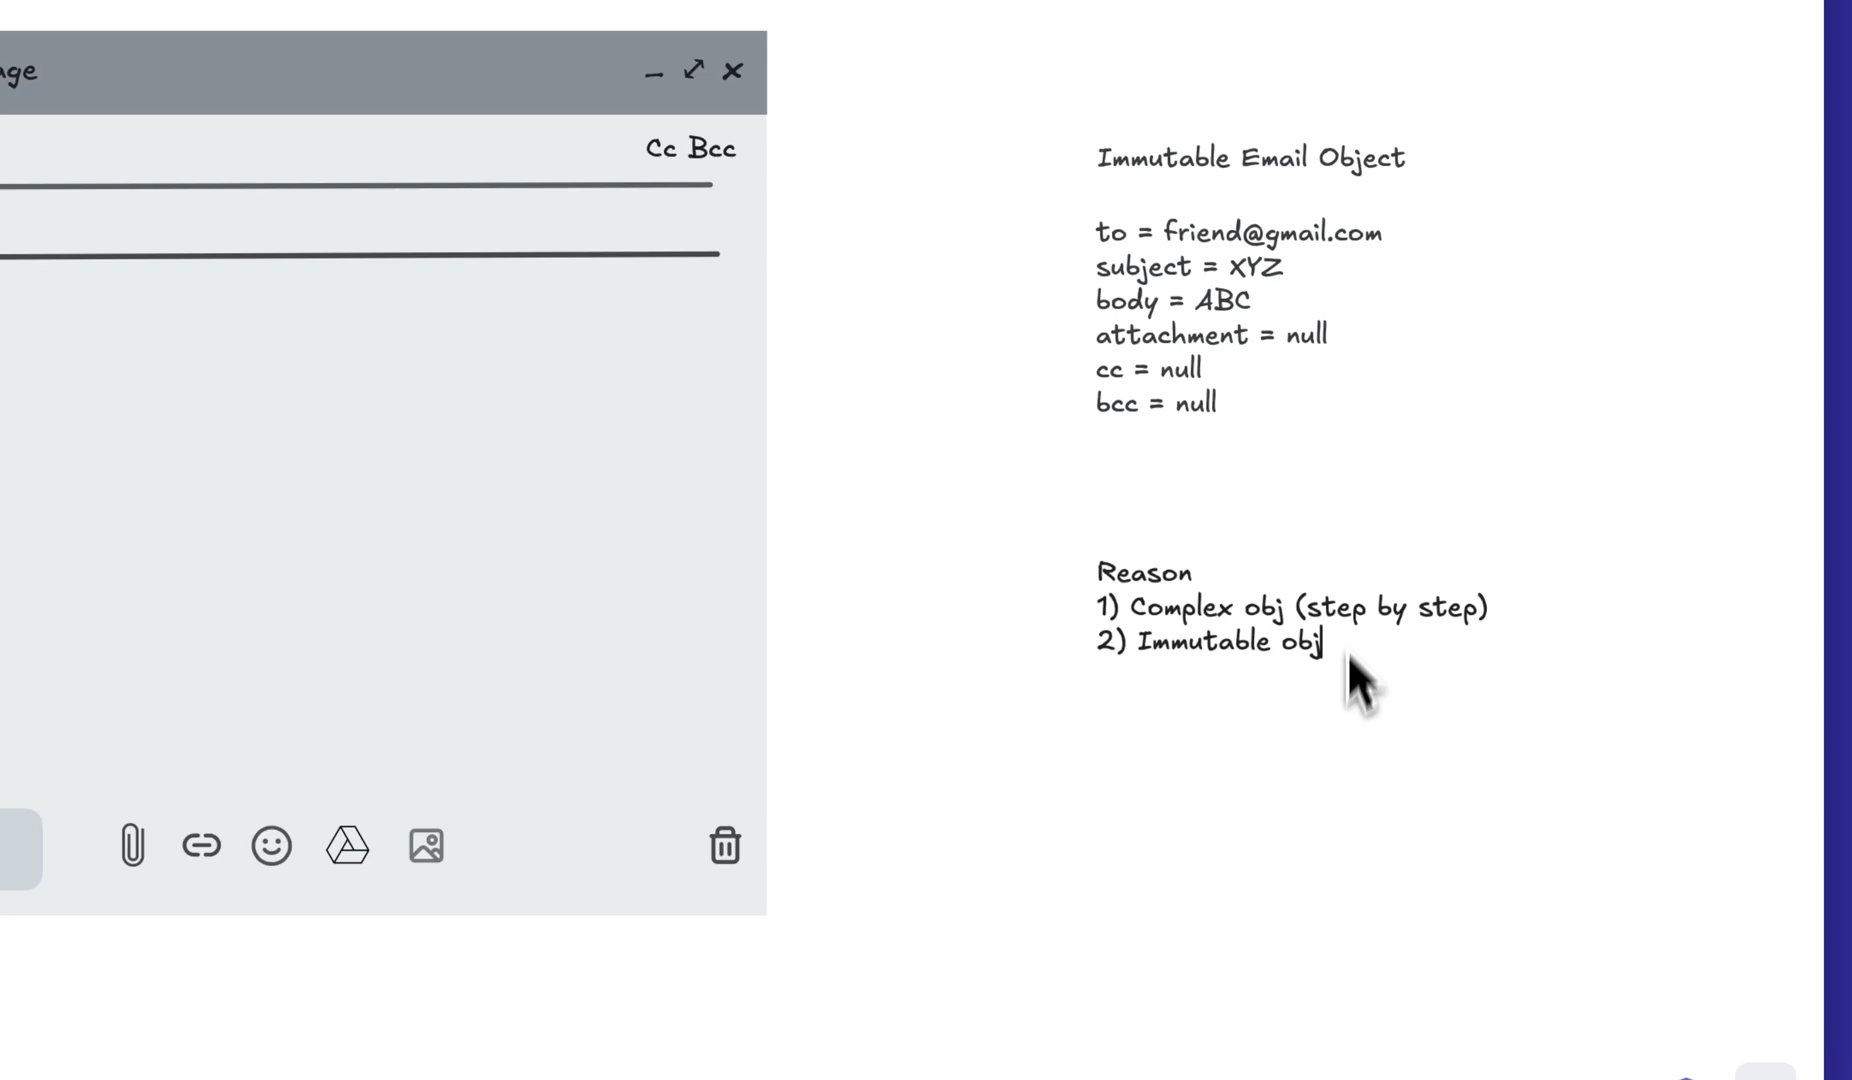 Cc Bcc
Immutable Email Object
to = friend@gmail.com
subject = XYZ
body = ABC
attachment = null
cc = null
bcc = null
Reason
1) Complex obj (step by step)
2) Immutable obj